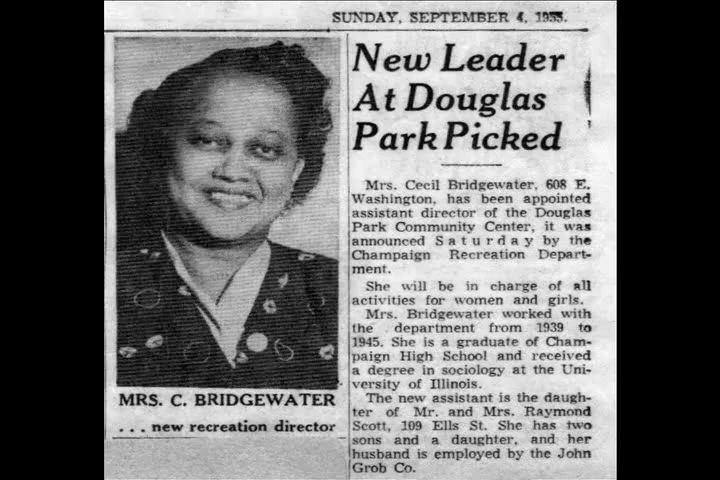 SUNDAY, SEPTEMBER 4, 1955.
New Leader
At Douglas
Park Picked
Mrs. Cecil Bridgewater, 608 E.
Washington, has been appointed
assistant director of the Douglas
Park Community Center, it was
announced Saturday by the
Champaign Recreation Depart-
ment.
She will be in charge of all
activities for women and girls.
Mrs. Bridgewater worked with
the department from 1939 to
1945. She is a graduate of Cham-
paign High School and received
a degree in sociology at the Uni-
versity of Illinois.
The new assistant is the daugh-
ter of Mr. and Mrs. Raymond
Scott, 109 Ells St. She has two
sons and a daughter, and her
husband is employed by the John
Grob Co.
MRS. C. BRIDGEWATER
. . . new recreation director